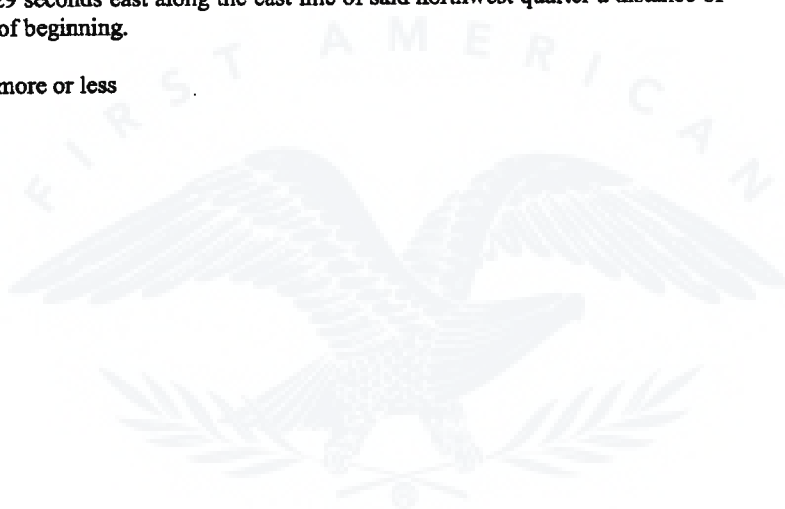 29 seconds east along the east line of said northwest quarter a distance of
of beginning.
FIRST AMERICAN
more or less